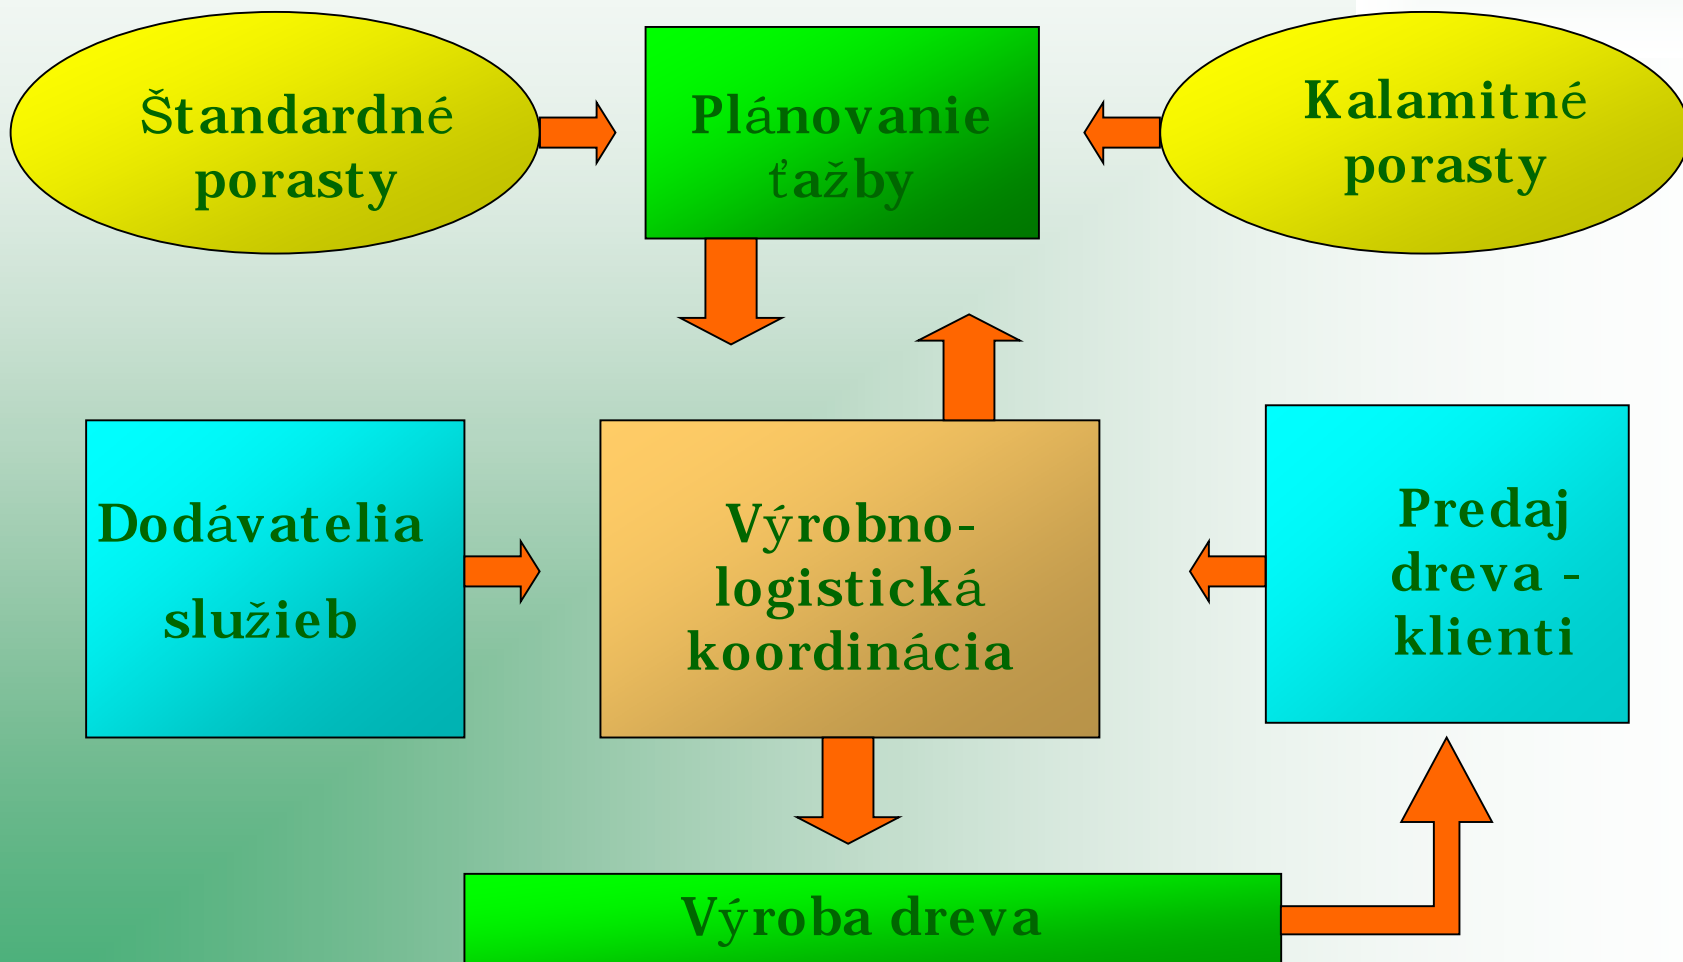 Štandardné
porasty
Plánovanie
ťažby
Kalamitné
porasty
Dodávatelia
služieb
Výrobno-
logistická
koordinácia
Predaj
dreva -
klienti
Výroba dreva